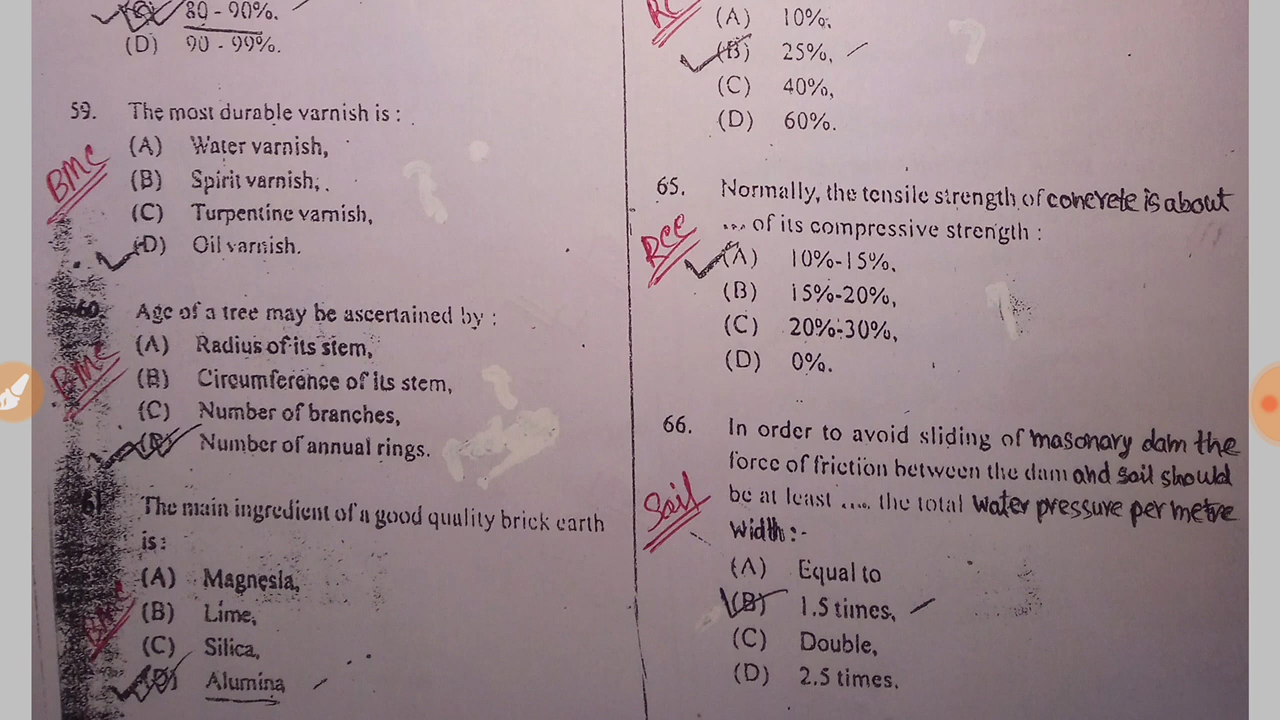 (C) 80 - 90%.
(D) 90 - 99%.
59. The most durable varnish is :
BMC
(A) Water varnish,
(B) Spirit varnish,
(C) Turpentine varnish,
(D) Oil varnish.
60. Age of a tree may be ascertained by :
BMC
(A) Radius of its stem,
(B) Circumference of its stem,
(C) Number of branches,
(D) Number of annual rings.
61. The main ingredient of a good quality brick earth
is :
(A) Magnesia,
BMC
(B) Lime,
(C) Silica,
(D) Alumina
(A) 10%,
(B) 25%,
(C) 40%,
(D) 60%.
65. Normally, the tensile strength of concrete is about
.... of its compressive strength :
RCC
(A) 10%-15%,
(B) 15%-20%,
(C) 20%-30%,
(D) 0%.
66. In order to avoid sliding of masonary dam the
force of friction between the dam and soil should
be at least .... the total water pressure per metre
Soil
width :-
(A) Equal to
(B) 1.5 times,
(C) Double,
(D) 2.5 times.